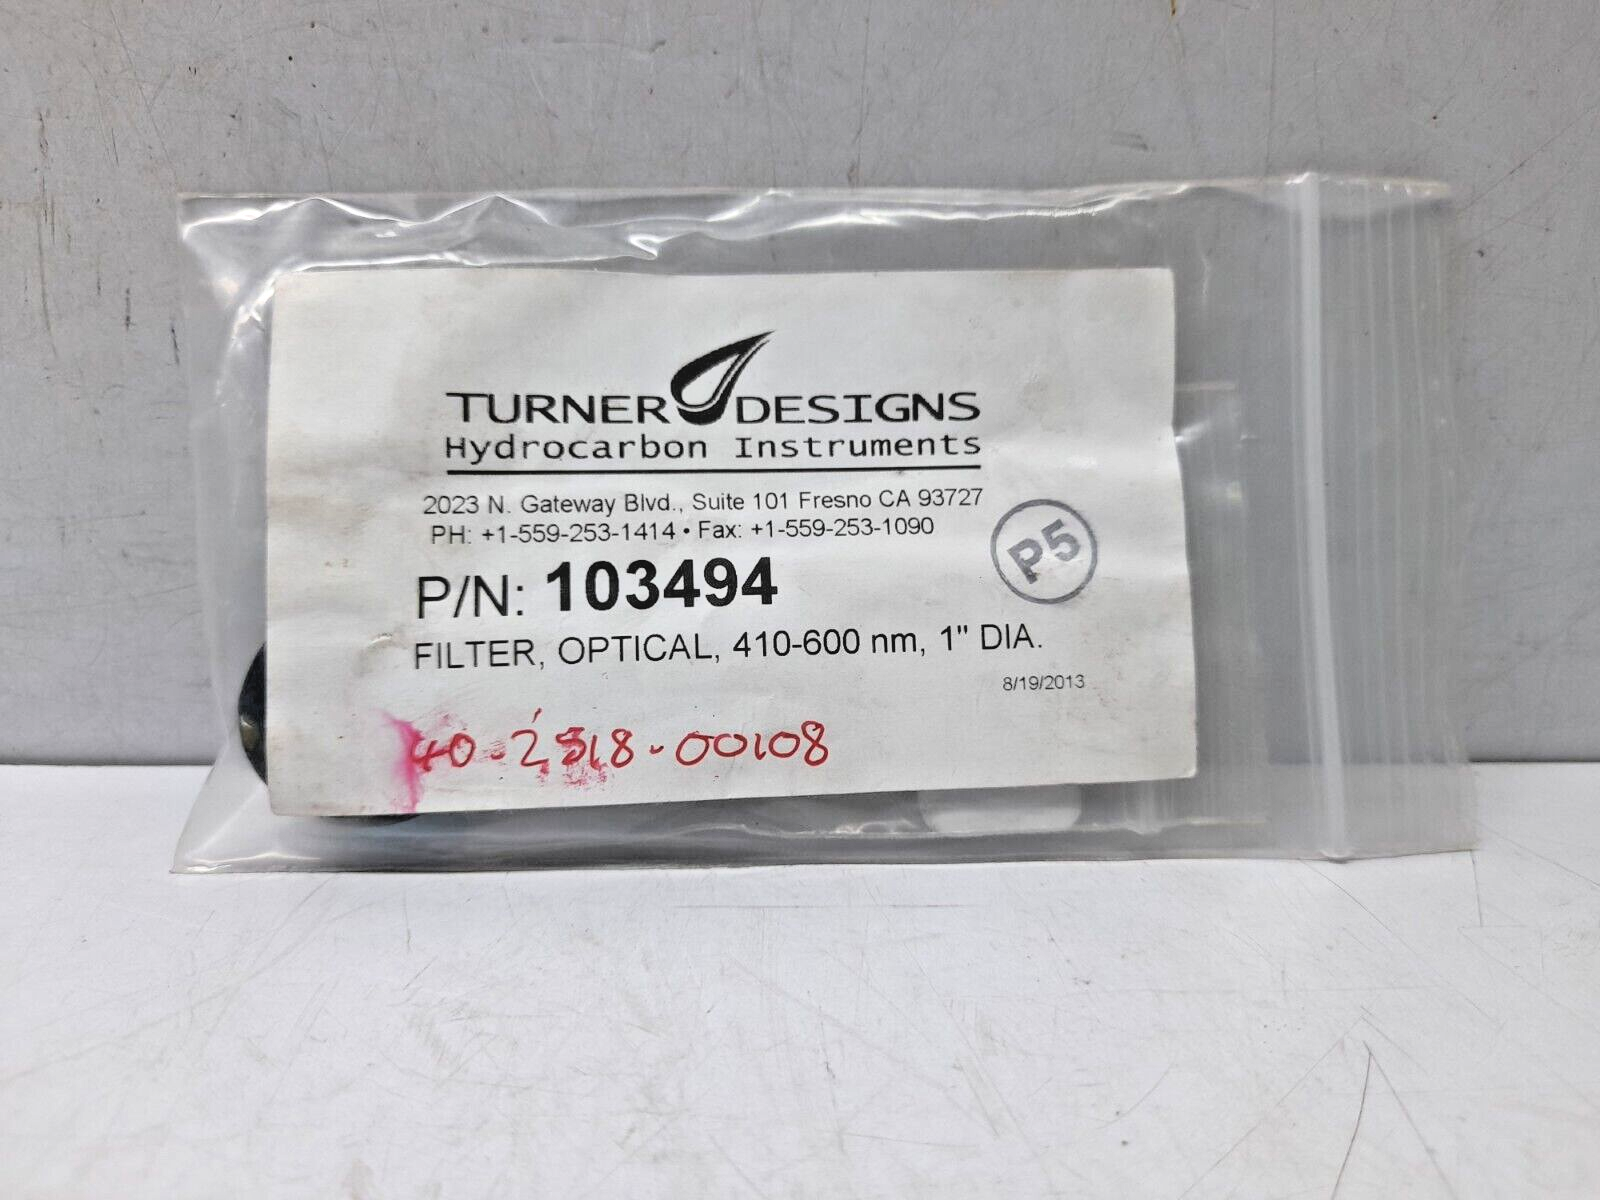 TURNER DESIGNS
Hydrocarbon Instruments
2023 N. Gateway Blvd., Suite 101 Fresno CA 93727
PH: +1-559-253-1414 • Fax: +1-559-253-1090
P5
P/N: 103494
FILTER, OPTICAL, 410-600 nm, 1" DIA.
8/19/2013
40-2518-00108